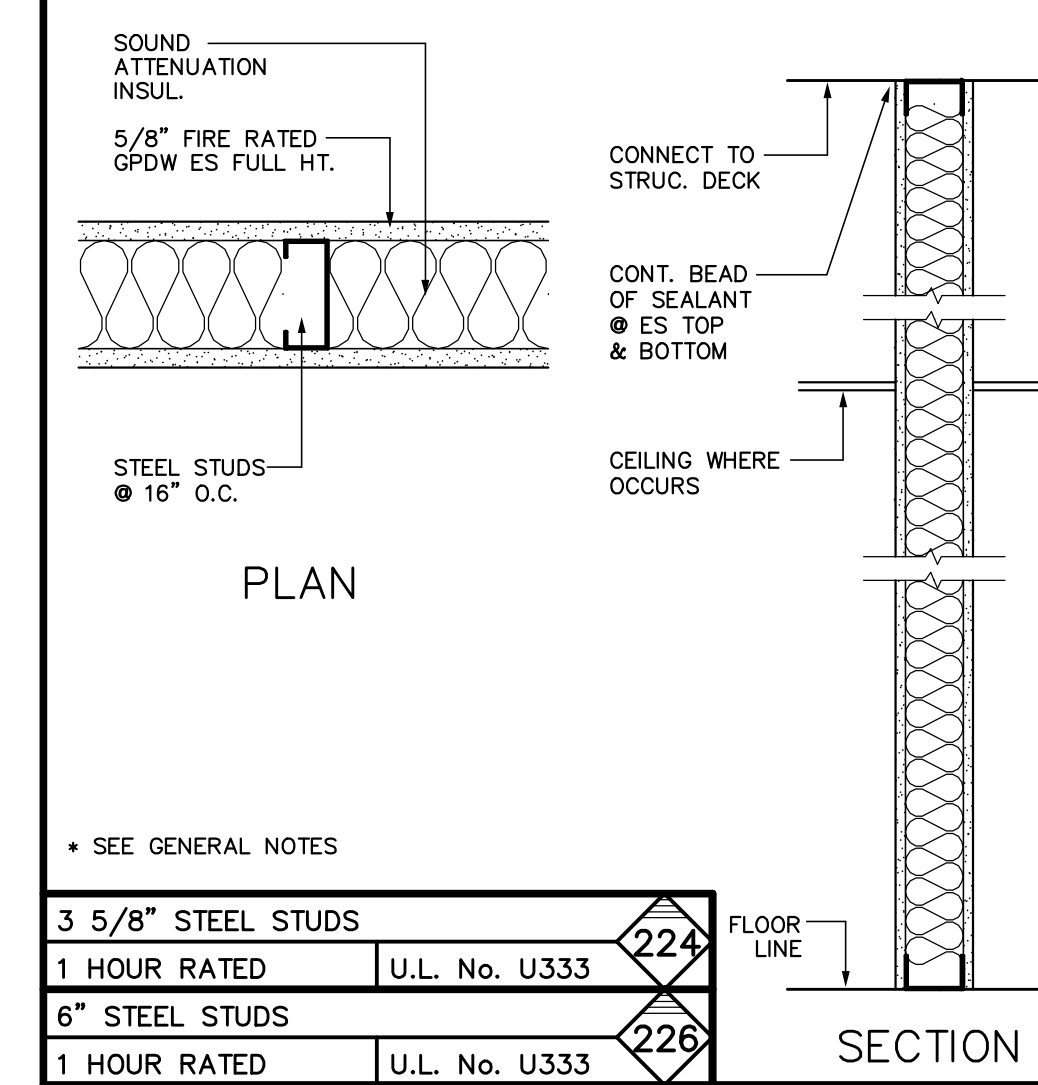 SOUND
ATTENUATION
INSUL.
5/8" FIRE RATED
GPDW ES FULL HT.
STEEL STUDS
@ 16" O.C.
PLAN
CONNECT TO
STRUC. DECK
CONT. BEAD
OF SEALANT
@ ES TOP
& BOTTOM
CEILING WHERE
OCCURS
FLOOR
LINE
SECTION
* SEE GENERAL NOTES
3 5/8" STEEL STUDS
224
1 HOUR RATED
U.L. No. U333
6" STEEL STUDS
226
1 HOUR RATED
U.L. No. U333